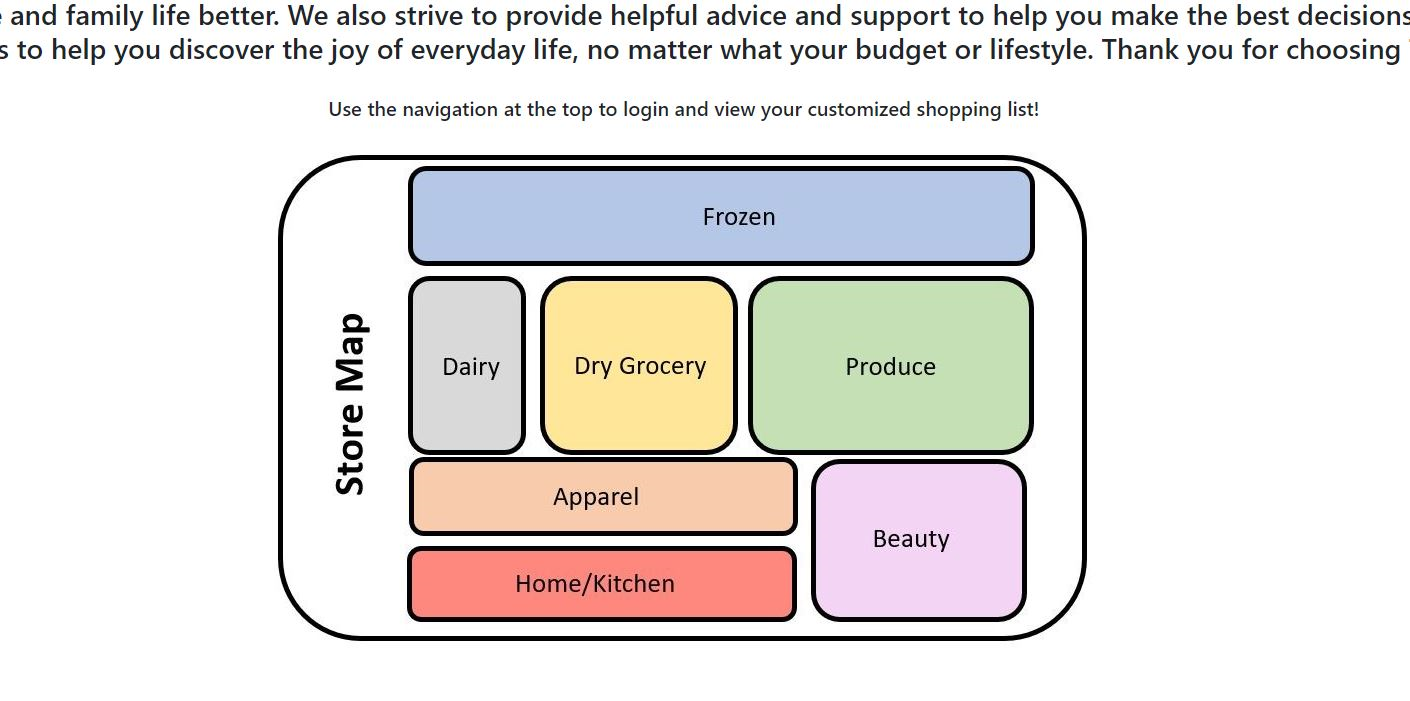 and family life better. We also strive to provide helpful advice and support to help you make the best decisions
s to help you discover the joy of everyday life, no matter what your budget or lifestyle. Thank you for choosing
Use the navigation at the top to login and view your customized shopping list!
Store Map
Frozen
Dairy
Dry Grocery
Produce
Apparel
Beauty
Home/Kitchen